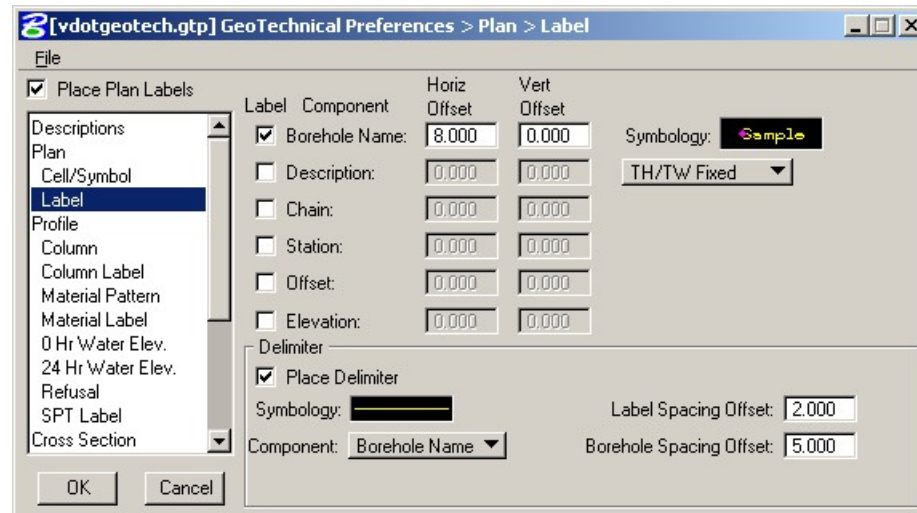 [vdotgeotech.gtp] GeoTechnical Preferences > Plan > Label
File
Place Plan Labels
Descriptions
Plan
Cell/Symbol
Label
Profile
Column
Column Label
Material Pattern
Material Label
0 Hr Water Elev.
24 Hr Water Elev.
Refusal
SPT Label
Cross Section
OK Cancel
Horiz Vert
Label Component Offset Offset
Borehole Name: 8.000 0.000 Symbology: Sample
Description: 0.000 0.000 TH/TW Fixed
Chain: 0.000 0.000
Station: 0.000 0.000
Offset: 0.000 0.000
Elevation: 0.000 0.000
Delimiter
Place Delimiter
Symbology: Label Spacing Offset: 2.000
Component: Borehole Name Borehole Spacing Offset: 5.000